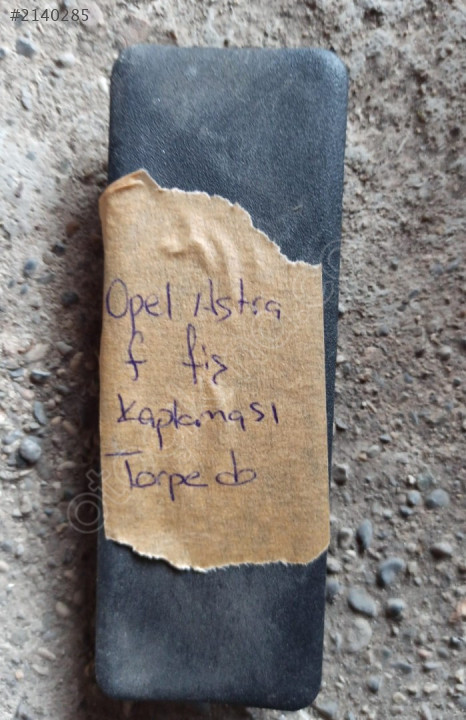 #2140285
Opel Astra
f fiş
kaplaması
Torpedo